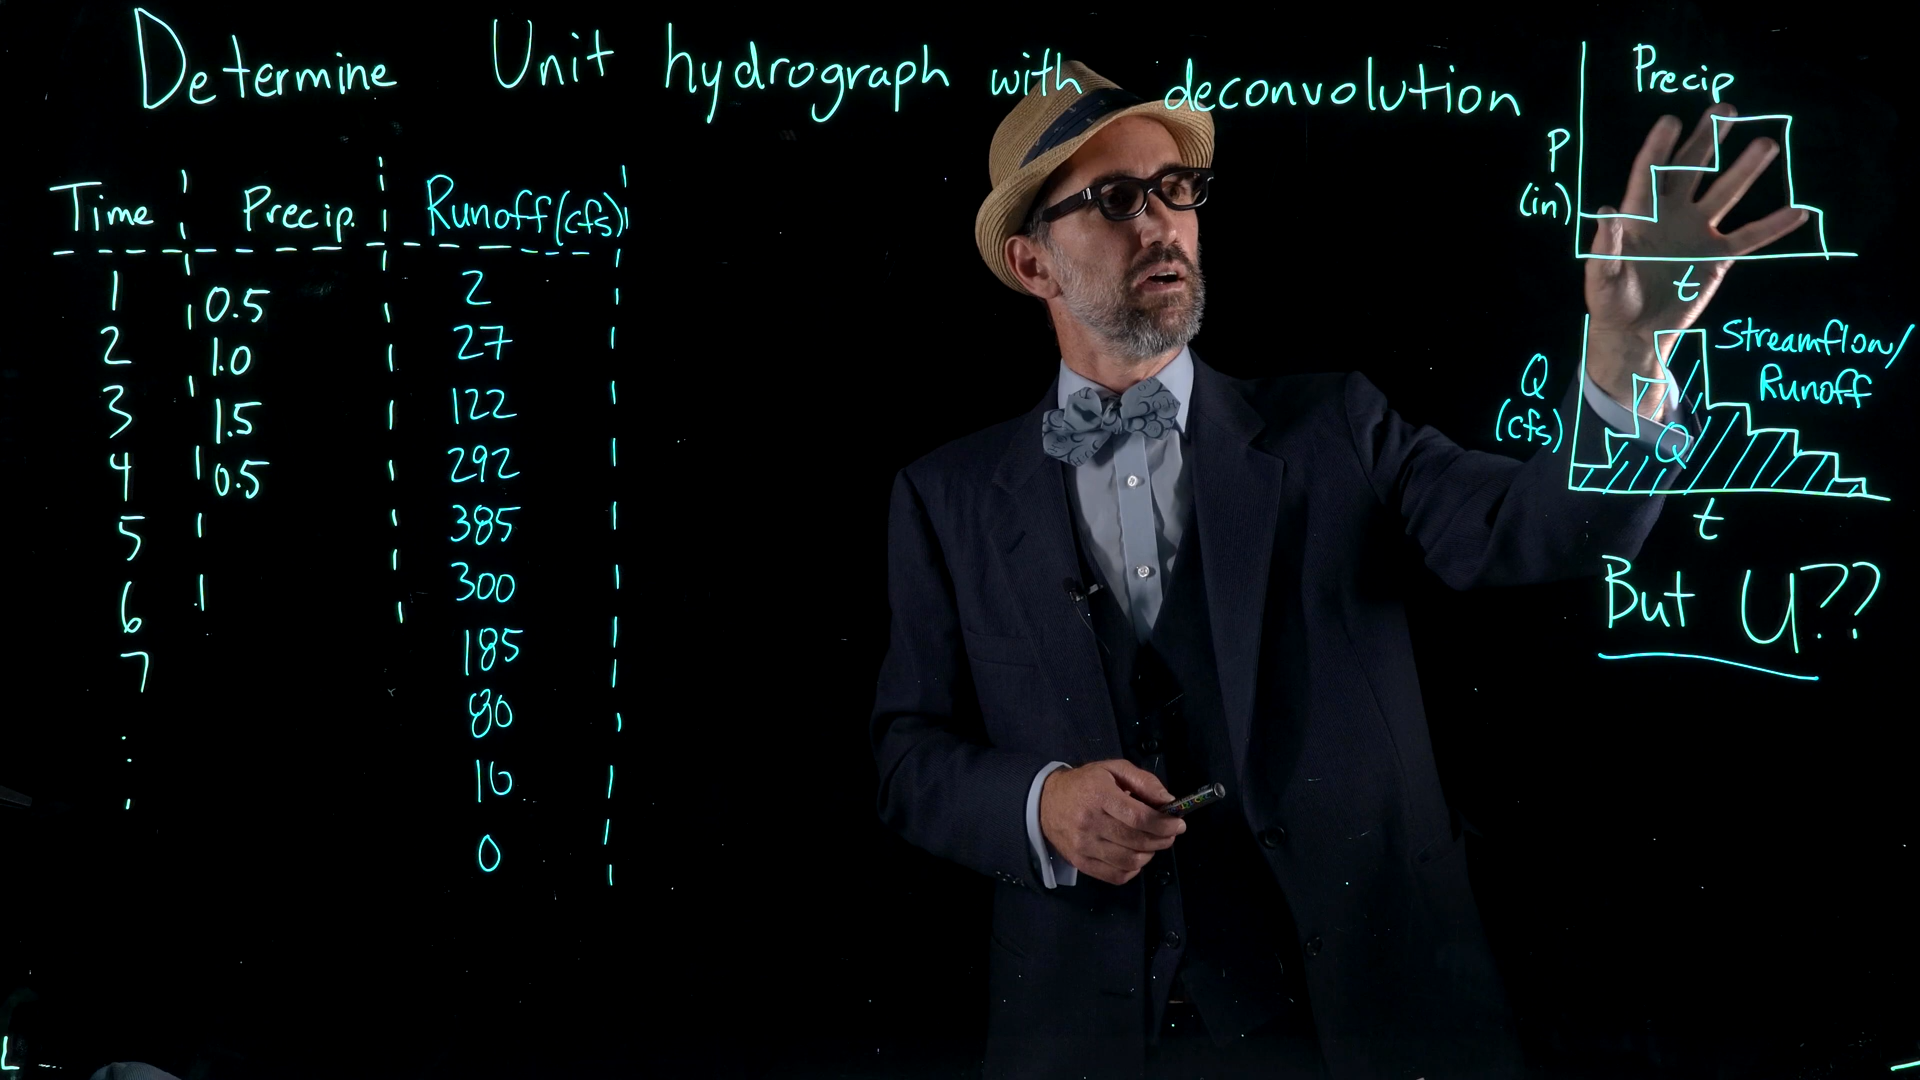 Determine Unit hydrograph with deconvolution
Time Precip. Runoff (cfs)
1 0.5 2
2 1.0 27
3 1.5 122
4 0.5 292
5 385
6 300
7 185
80
10
0
Precip
P
(in)
t
Streamflow/
Runoff
Q
(cfs)
Q
t
But U??